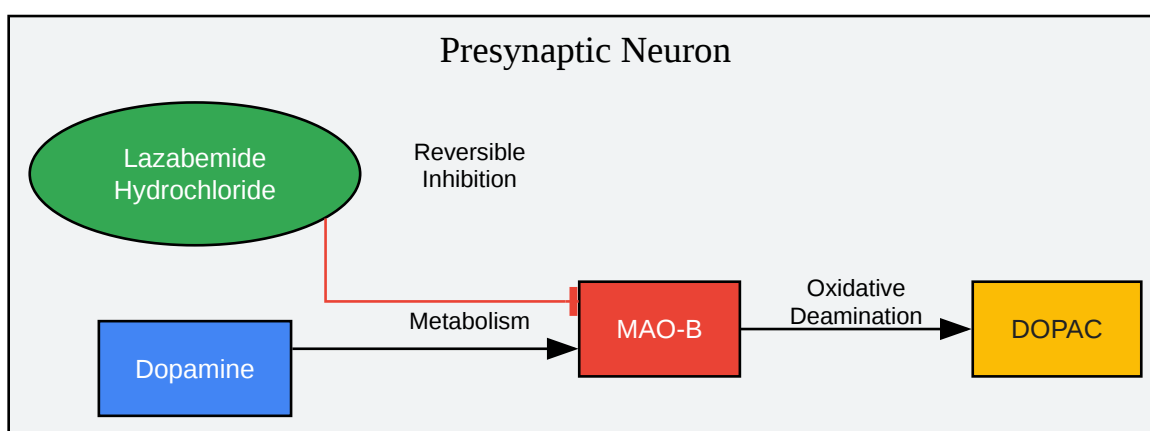 Presynaptic Neuron
Lazabemide
Hydrochloride
Reversible
Inhibition
Metabolism
Dopamine
MAO-B
Oxidative
Deamination
DOPAC